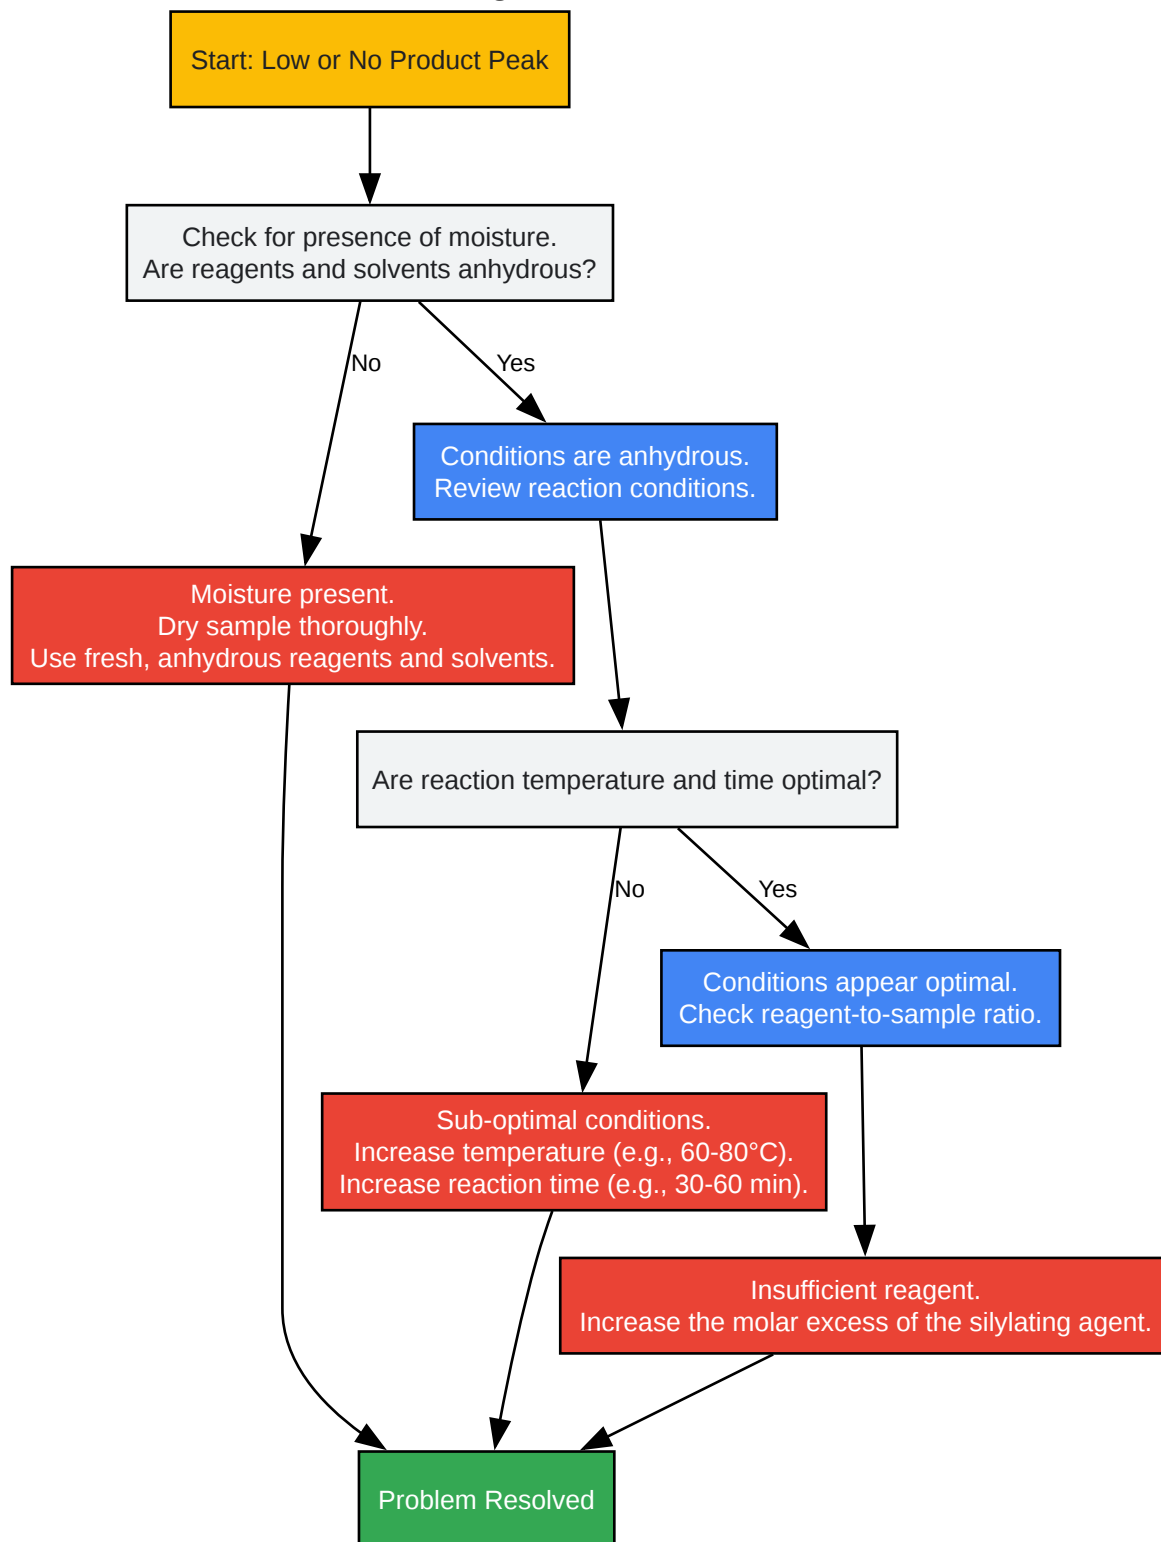 Start: Low or No Product Peak
Check for presence of moisture.
Are reagents and solvents anhydrous?
No
Yes
Conditions are anhydrous.
Review reaction conditions.
Moisture present.
Dry sample thoroughly.
Use fresh, anhydrous reagents and solvents.
Are reaction temperature and time optimal?
No
Yes
Conditions appear optimal.
Check reagent-to-sample ratio.
Sub-optimal conditions.
Increase temperature (e.g., 60-80°C).
Increase reaction time (e.g., 30-60 min).
Insufficient reagent.
Increase the molar excess of the silylating agent.
Problem Resolved